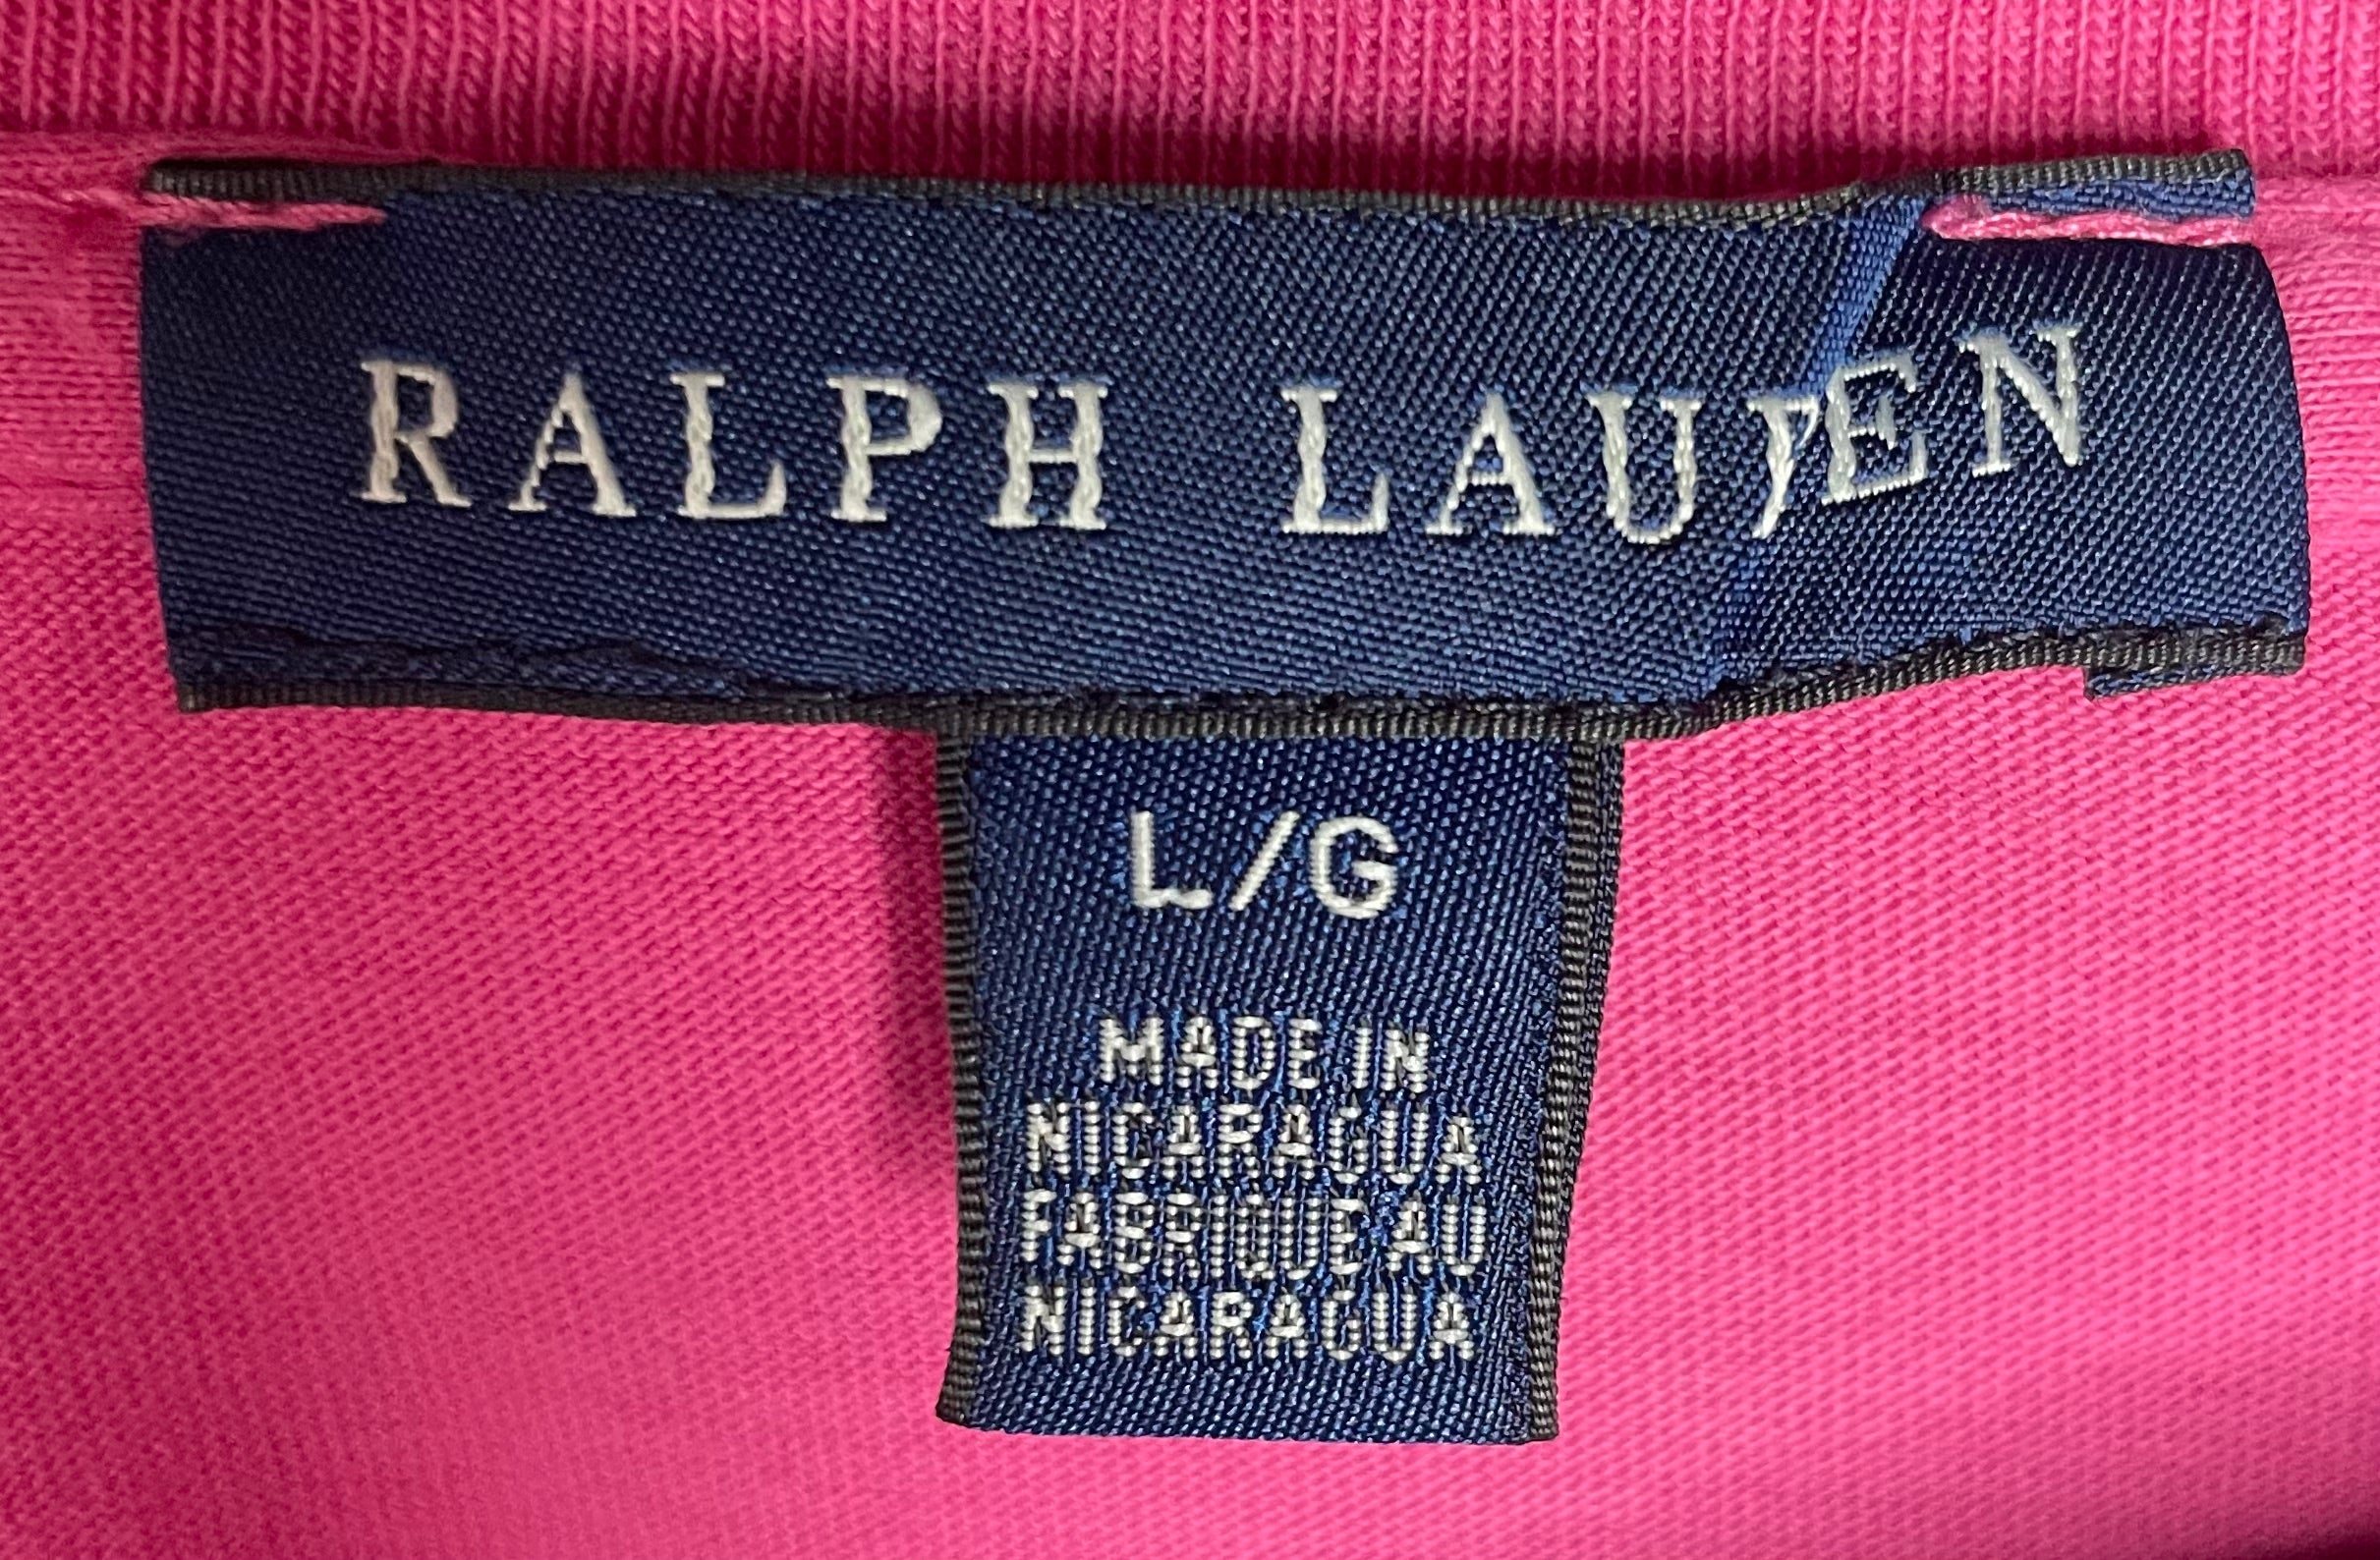 RALPH LAUREN
L/G
MADE IN
NICARAGUA
FABRIQUE AU
NICARAGUA